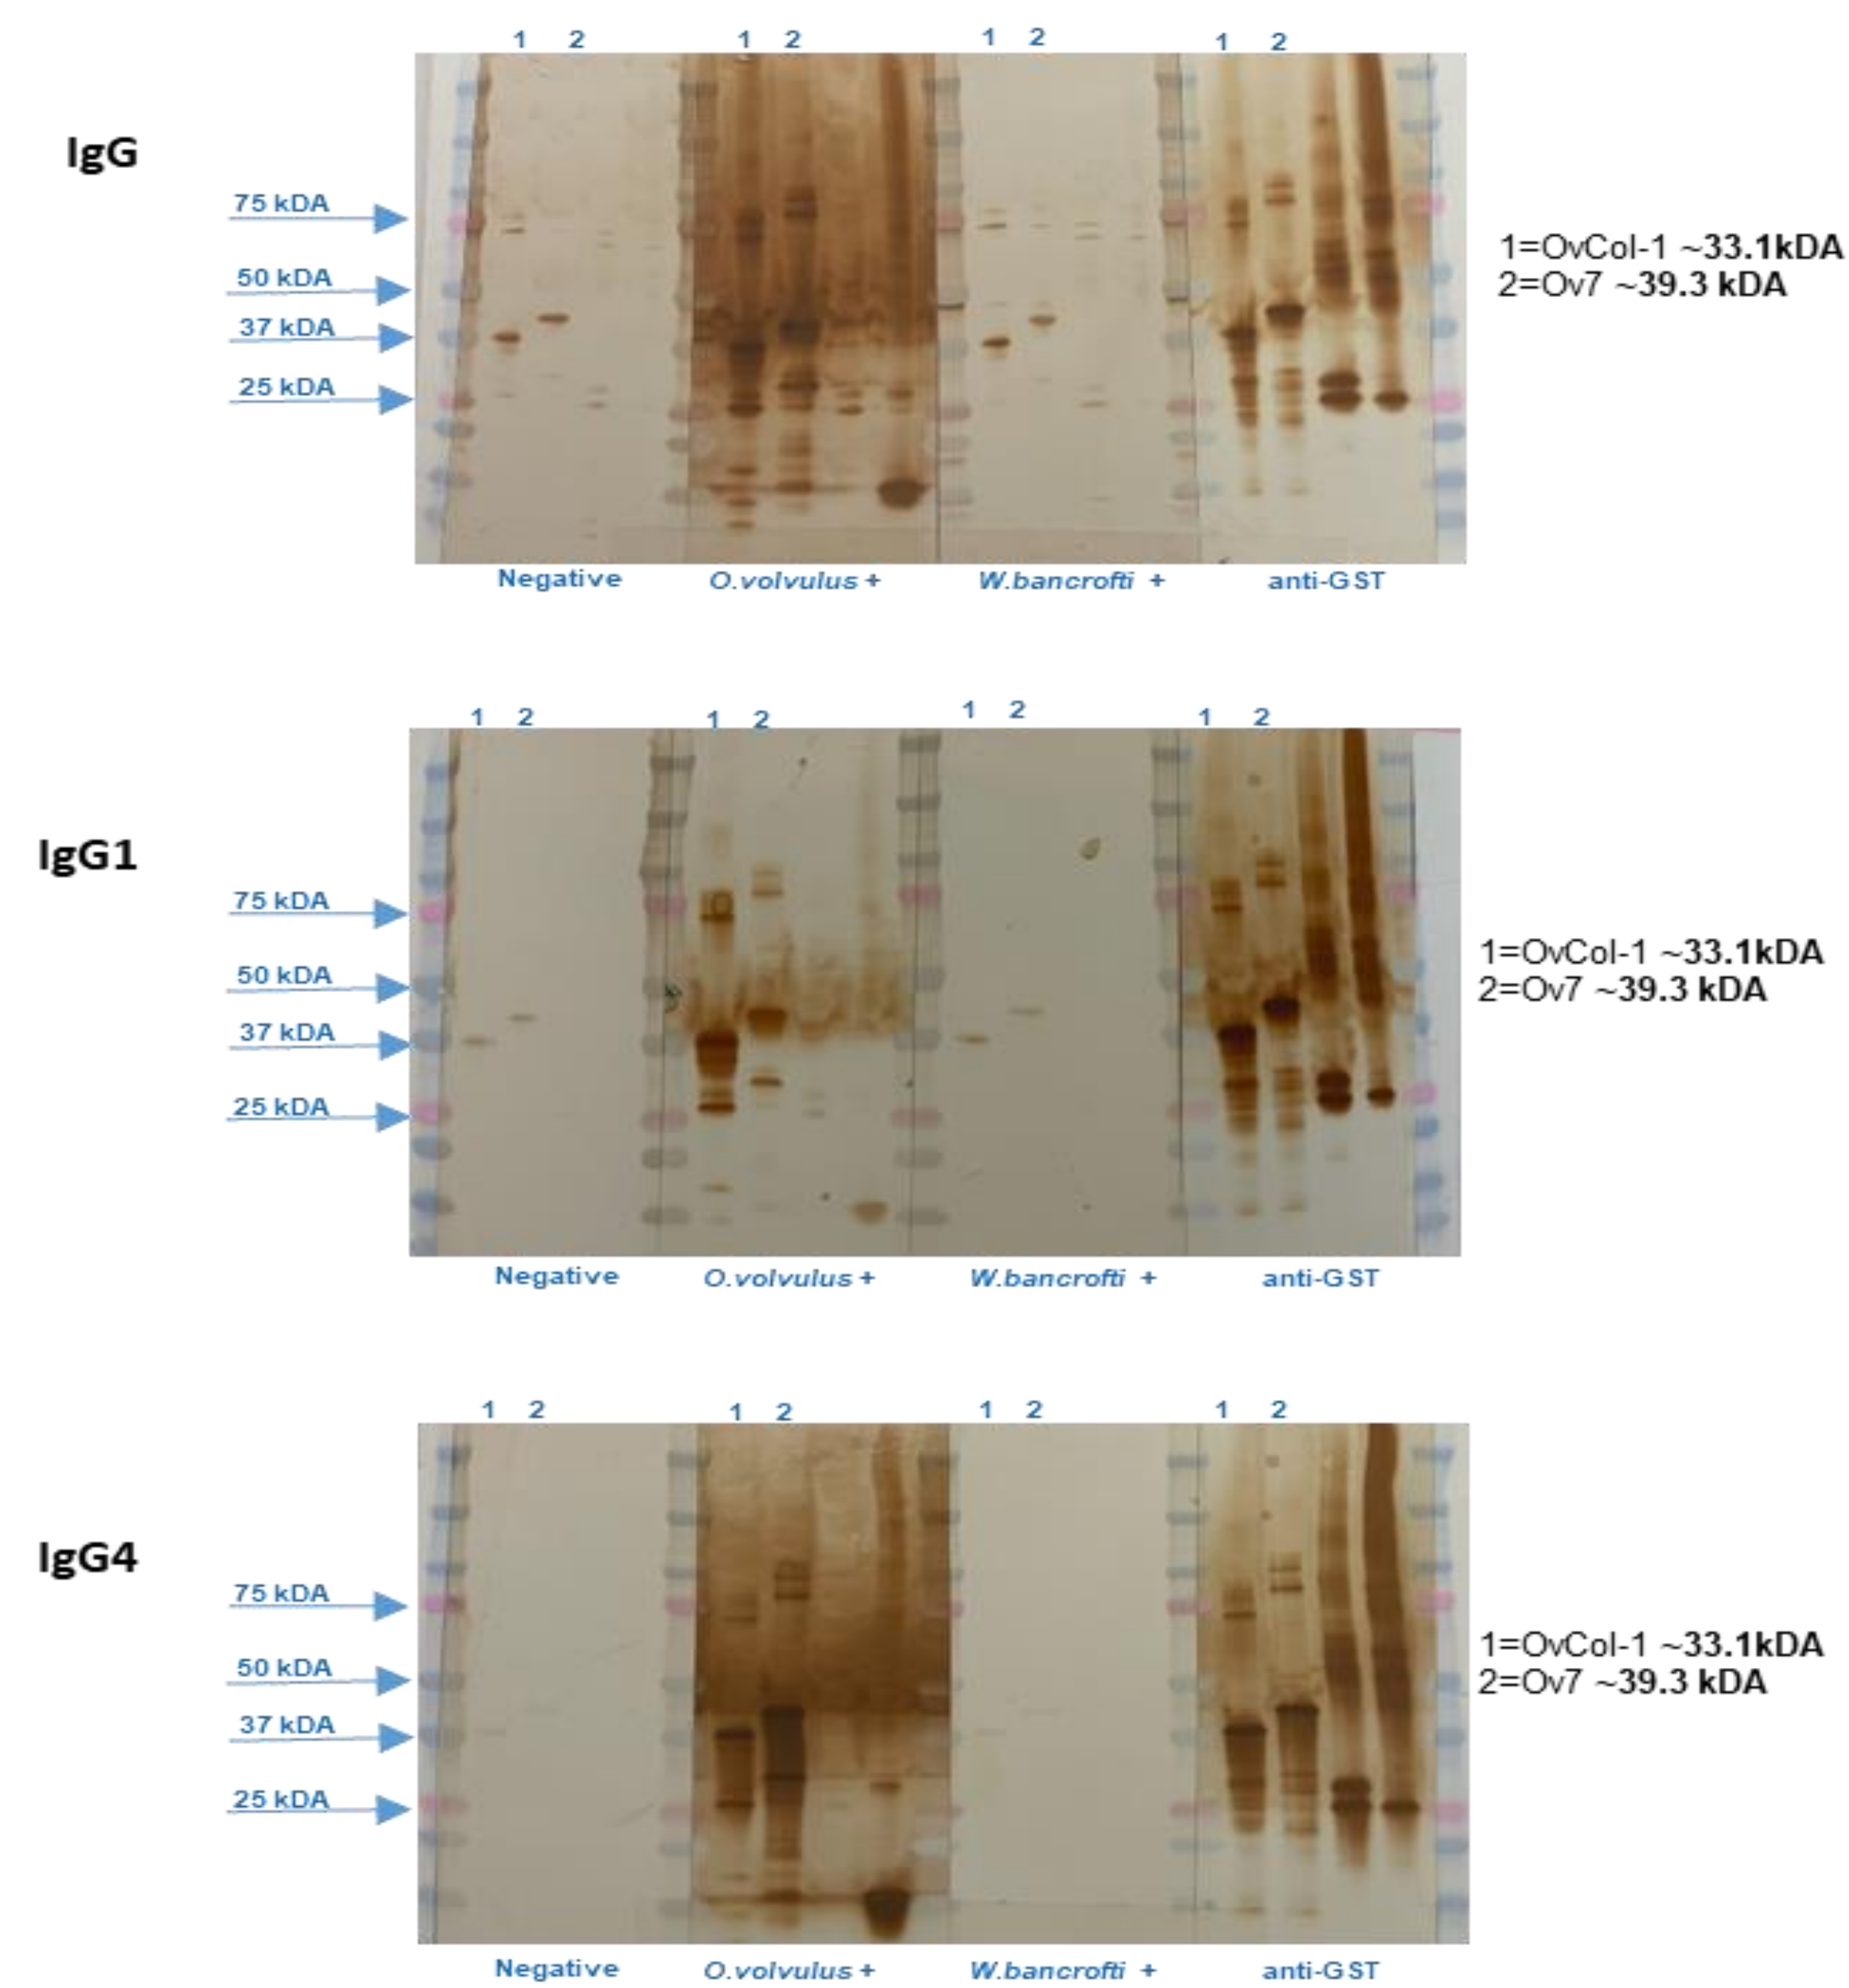 1 2 1 2 1 2 1 2
IgG
75 kDA
50 kDA
37 kDA
25 kDA
1=OvCol-1 ~33.1kDA
2=Ov7 ~39.3 kDA
Negative O.volvulus + W.bancrofti + anti-GST
1 2 1 2 1 2 1 2
IgG1
75 kDA
50 kDA
37 kDA
25 kDA
1=OvCol-1 ~33.1kDA
2=Ov7 ~39.3 kDA
Negative O.volvulus + W.bancrofti + anti-GST
1 2 1 2 1 2 1 2
IgG4
75 kDA
50 kDA
37 kDA
25 kDA
1=OvCol-1 ~33.1kDA
2=Ov7 ~39.3 kDA
Negative O.volvulus + W.bancrofti + anti-GST